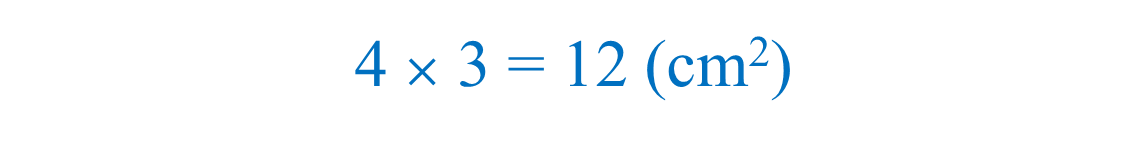 4 × 3 = 12 (cm²)